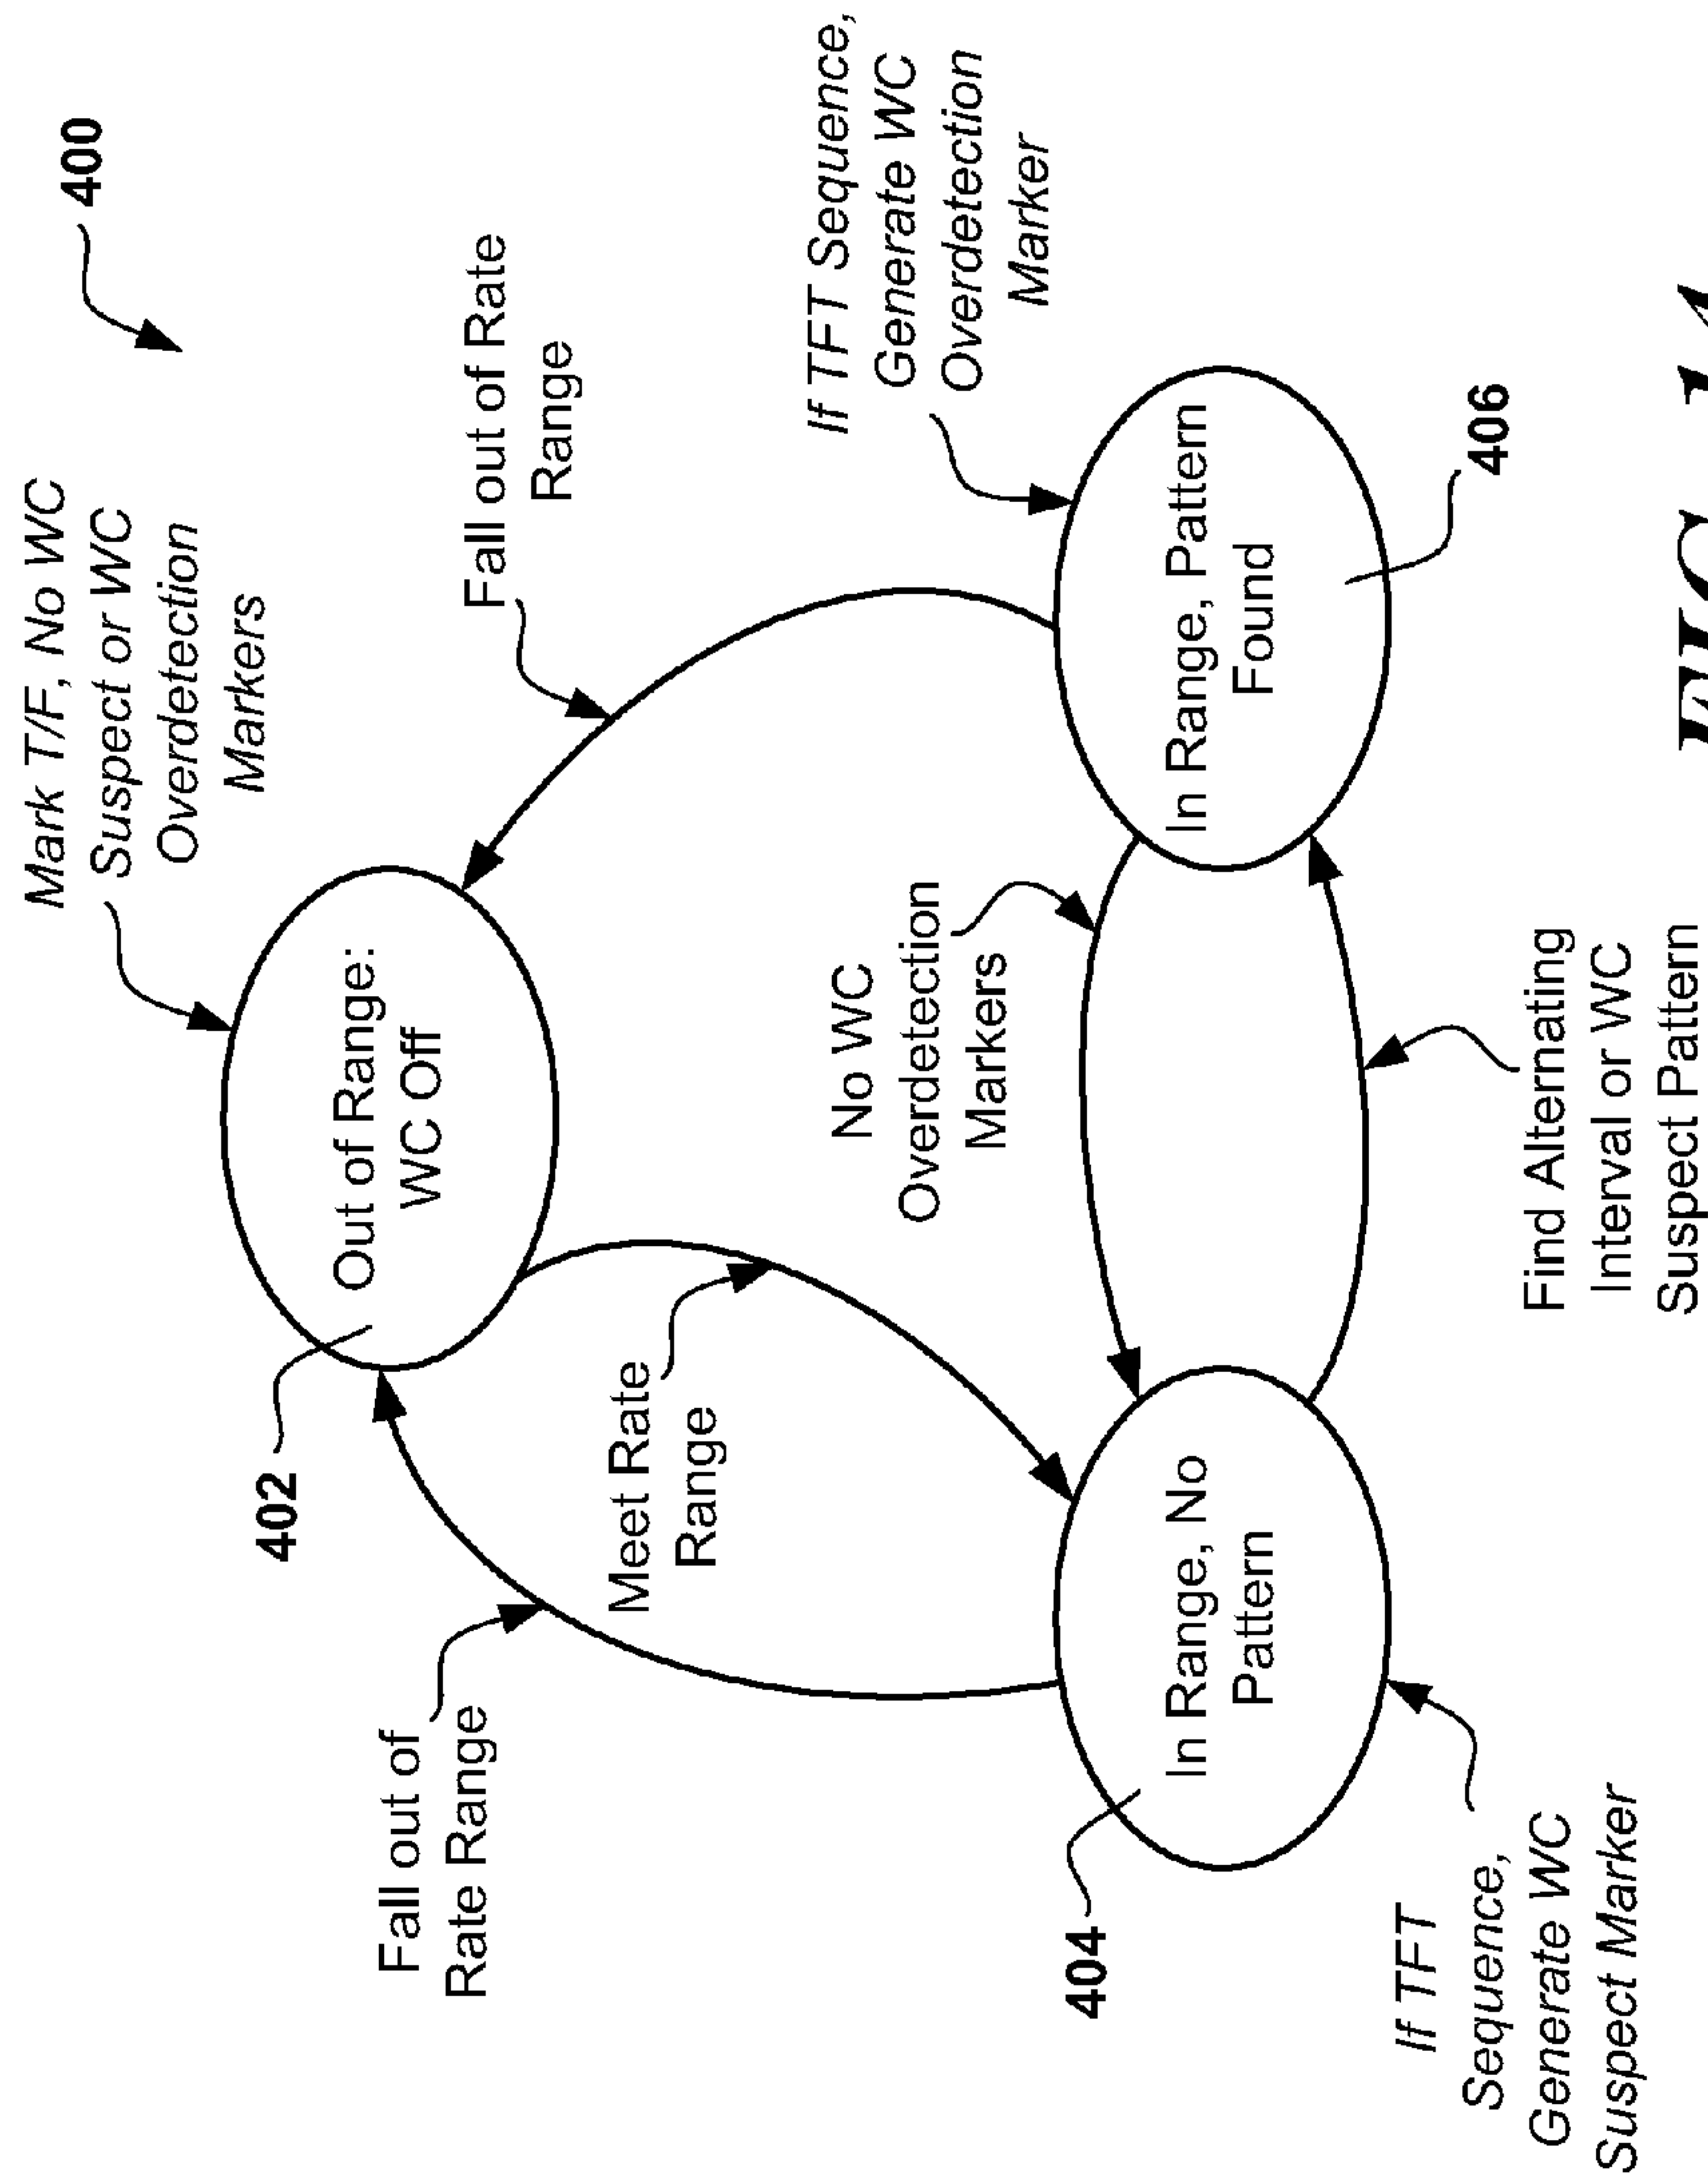 400
Mark T/F, No WC
Suspect or WC
Overdetection
Markers
402
Out of Range:
WC Off
Fall out of
Rate Range
Meet Rate
Range
Fall out of Rate
Range
If TFT Sequence,
Generate WC
Overdetection
Marker
No WC
Overdetection
Markers
404
In Range, No
Pattern
In Range, Pattern
Found
406
If TFT
Sequence,
Generate WC
Suspect Marker
Find Alternating
Interval or WC
Suspect Pattern